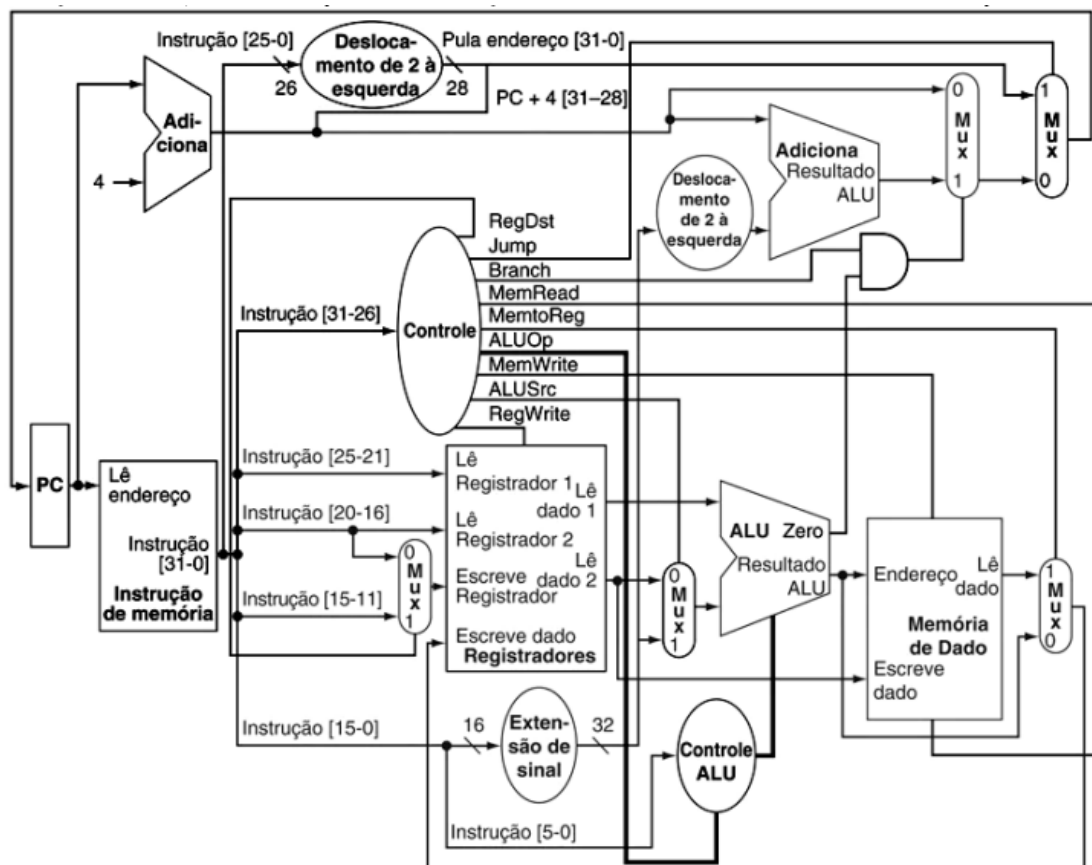 Instrução [25-0]
26
Desloca-
mento de 2 à
esquerda
28
Pula endereço [31-0]
PC + 4 [31–28]
Adi-
ciona
4
0
M
u
x
1
1
M
u
x
0
Adiciona
Resultado
ALU
Desloca-
mento
de 2 à
esquerda
RegDst
Jump
Branch
MemRead
MemtoReg
ALUOp
MemWrite
ALUSrc
RegWrite
Instrução [31-26]
Controle
PC
Lê
endereço
Instrução
[31-0]
Instrução
de memória
Instrução [25-21]
Instrução [20-16]
Instrução [15-11]
0
M
u
x
1
Lê
Registrador 1
Lê
Registrador 2
Escreve
Registrador
Escreve dado
Lê
dado 1
Lê
dado 2
Registradores
0
M
u
x
1
ALU Zero
Resultado
ALU
Endereço
Lê
dado
Memória
de Dado
Escreve
dado
1
M
u
x
0
Instrução [15-0]
16
Exten-
são de
sinal
32
Controle
ALU
Instrução [5-0]